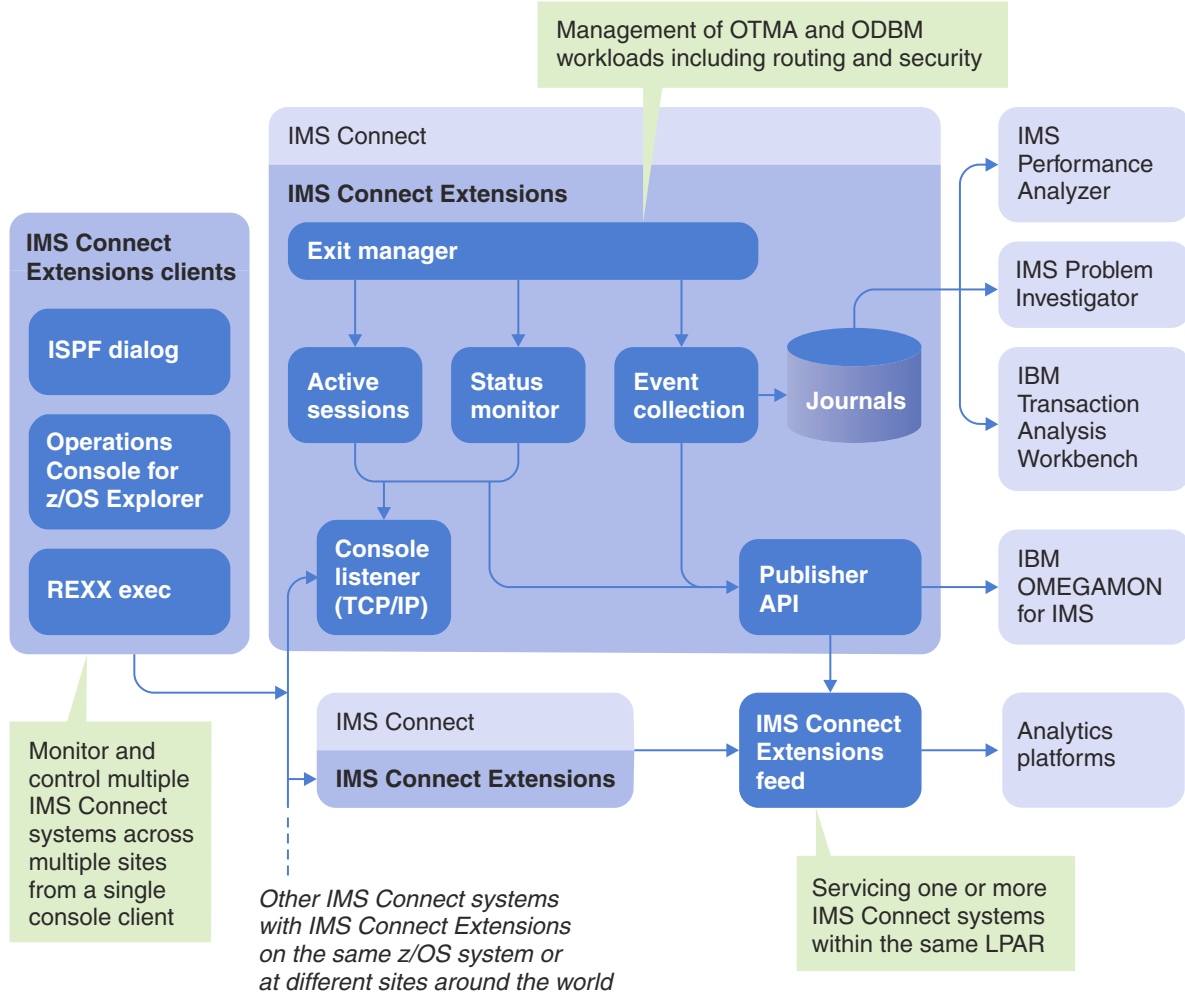 Management of OTMA and ODBM
workloads including routing and security
IMS Connect
IMS Connect Extensions
Exit manager
Active
sessions
Status
monitor
Event
collection
Journals
IMS Connect
Extensions clients
ISPF dialog
Operations
Console for
z/OS Explorer
REXX exec
Console
listener
(TCP/IP)
Publisher
API
IMS
Performance
Analyzer
IMS Problem
Investigator
IBM
Transaction
Analysis
Workbench
IBM
OMEGAMON
for IMS
Monitor and
control multiple
IMS Connect
systems across
multiple sites
from a single
console client
IMS Connect
IMS Connect Extensions
IMS Connect
Extensions
feed
Analytics
platforms
Other IMS Connect systems
with IMS Connect Extensions
on the same z/OS system or
at different sites around the world
Servicing one or more
IMS Connect systems
within the same LPAR